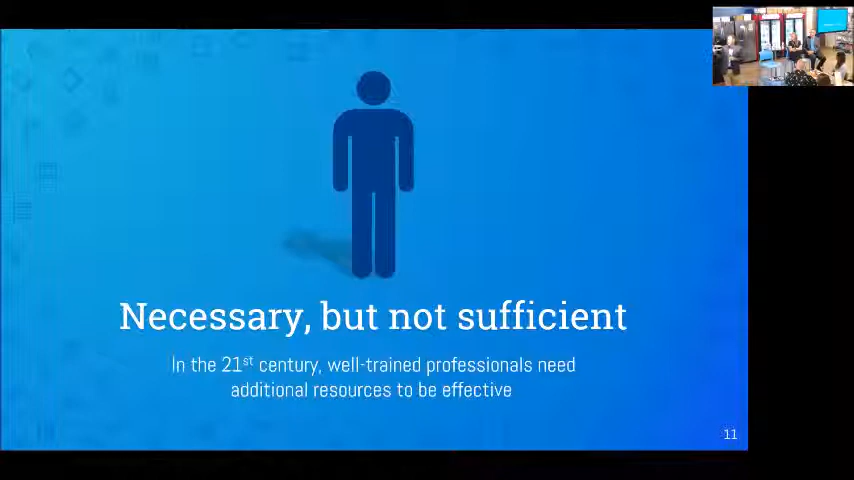 Necessary, but not sufficient
In the 21st century, well-trained professionals need
additional resources to be effective
11